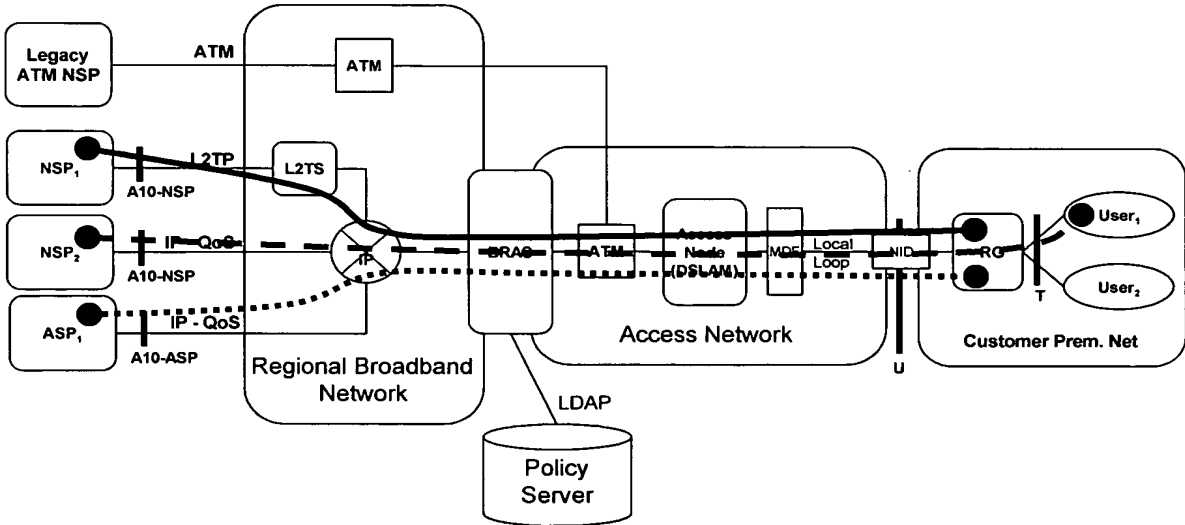 Legacy
ATM NSP
ATM
ATM
NSP1
L2TP
L2TS
A10-NSP
NSP2
IP - QoS
IP
A10-NSP
ASP1
IP - QoS
A10-ASP
Regional Broadband
Network
BRAS
ATM
Access
Node
(DSLAM)
MDF
Local
Loop
Access Network
NID
U
RG
T
User1
User2
Customer Prem. Net
LDAP
Policy
Server